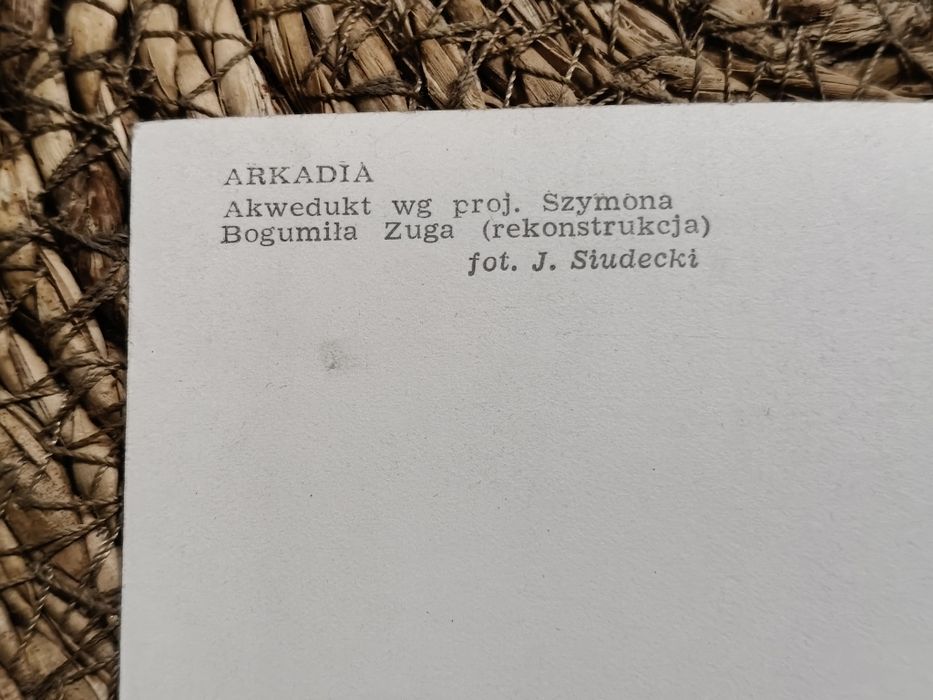 ARKADIA
Akwedukt wg proj. Szymona
Bogumiła Zuga (rekonstrukcja)
fot. J. Siudecki